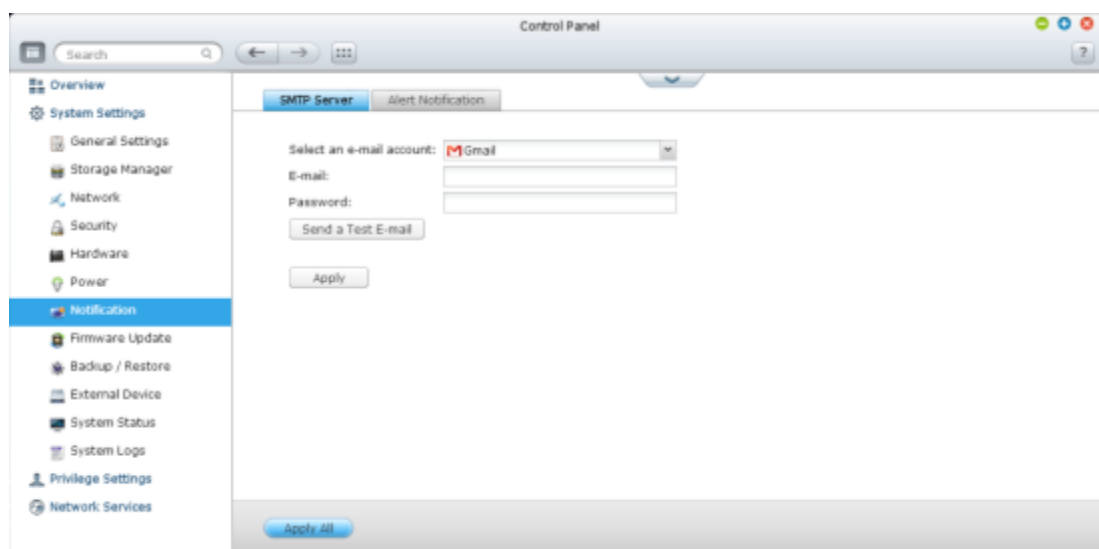 Control Panel
Search
?
Overview
System Settings
General Settings
Storage Manager
Network
Security
Hardware
Power
Notification
Firmware Update
Backup / Restore
External Device
System Status
System Logs
Privilege Settings
Network Services
SMTP Server Alert Notification
Select an e-mail account: Gmail
E-mail:
Password:
Send a Test E-mail
Apply
Apply All